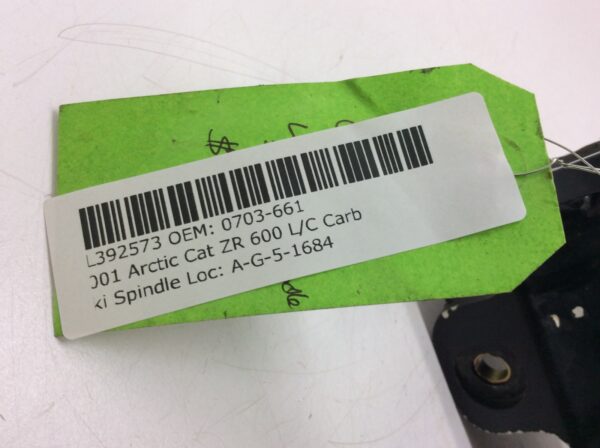 $
L392573 OEM: 0703-661
001 Arctic Cat ZR 600 L/C Carb
ki Spindle Loc: A-G-5-1684